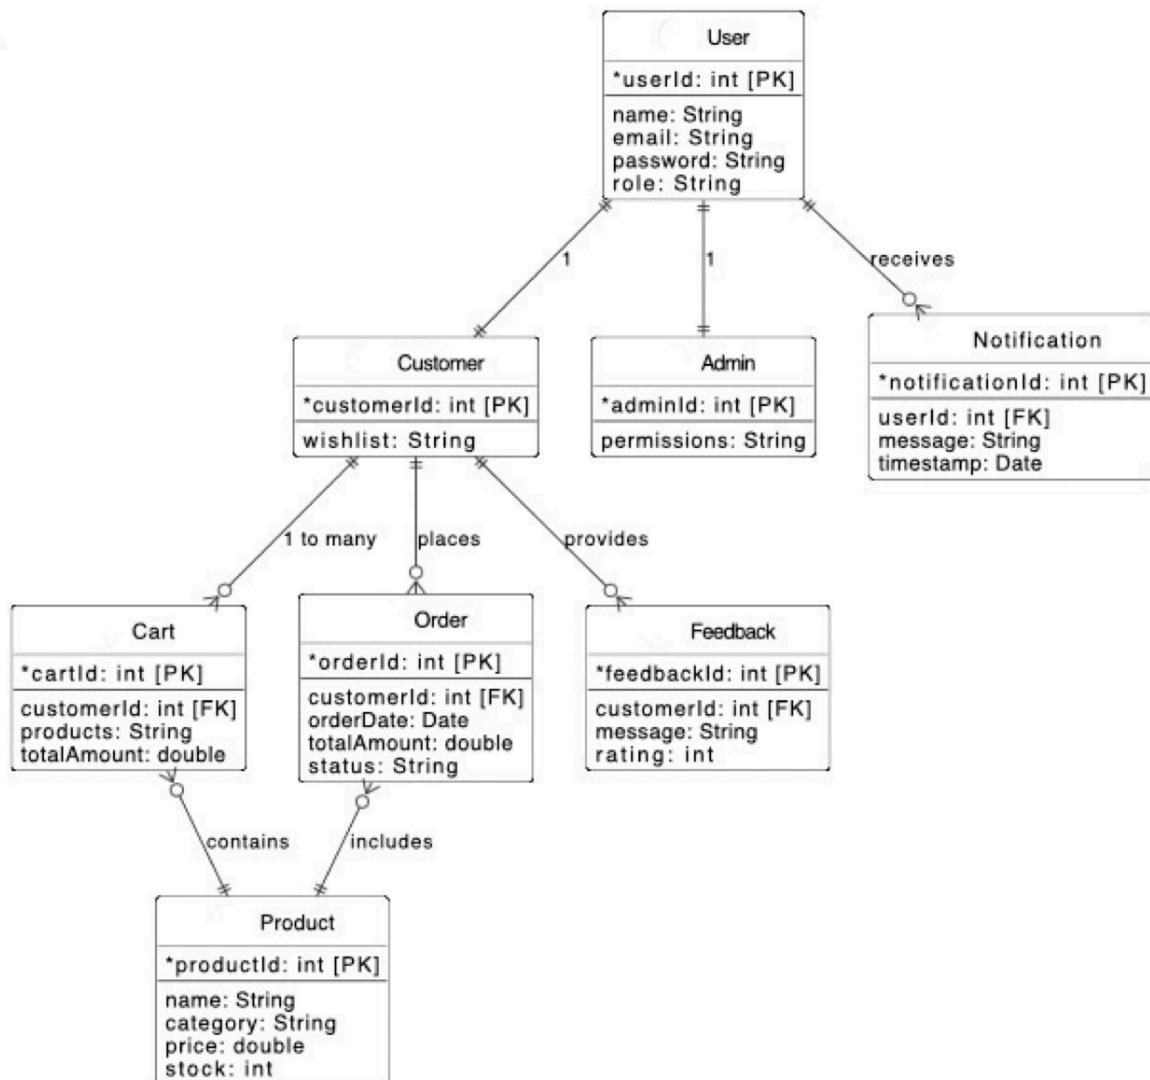 User
*userId: int [PK]
name: String
email: String
password: String
role: String
1
1
receives
Customer
*customerId: int [PK]
wishlist: String
Admin
*adminId: int [PK]
permissions: String
Notification
*notificationId: int [PK]
userId: int [FK]
message: String
timestamp: Date
1 to many
places
provides
Cart
*cartId: int [PK]
customerId: int [FK]
products: String
totalAmount: double
Order
*orderId: int [PK]
customerId: int [FK]
orderDate: Date
totalAmount: double
status: String
Feedback
*feedbackId: int [PK]
customerId: int [FK]
message: String
rating: int
contains
includes
Product
*productId: int [PK]
name: String
category: String
price: double
stock: int